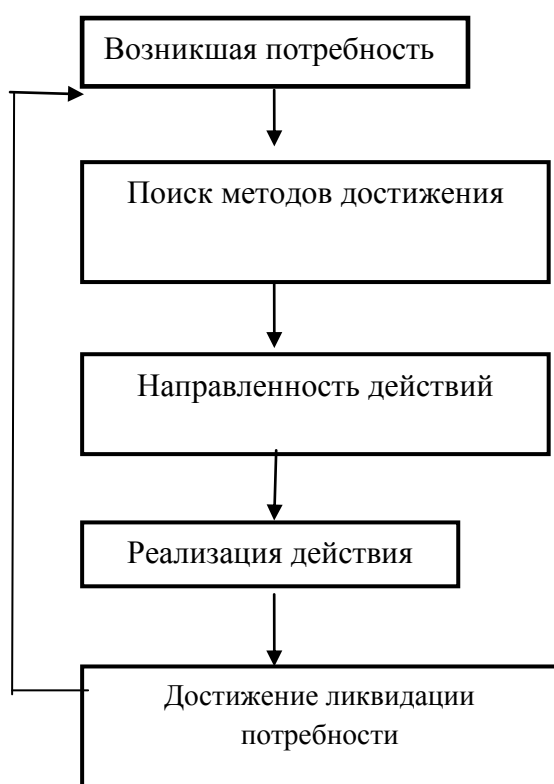 Возникшая потребность
Поиск методов достижения
Направленность действий
Реализация действия
Достижение ликвидации
потребности